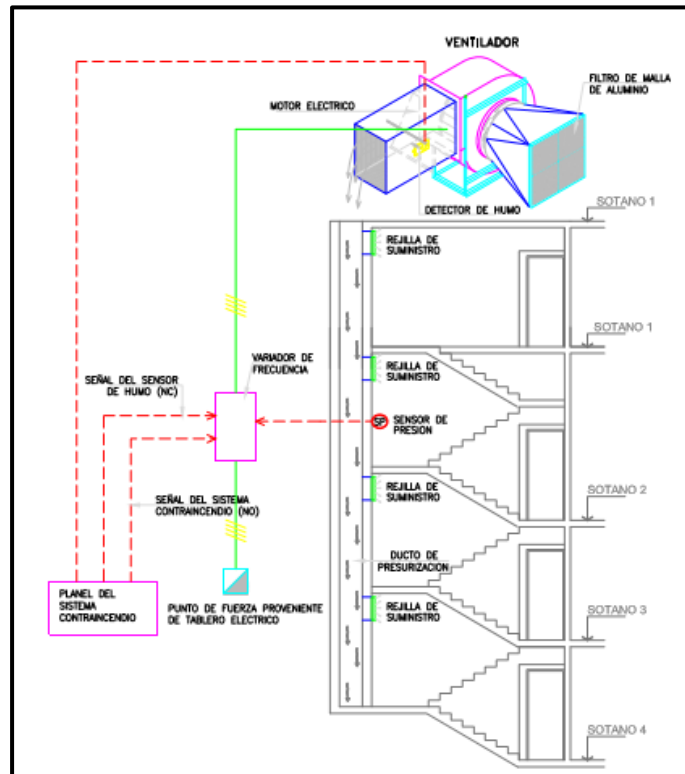 VENTILADOR
FILTRO DE MALLA
DE ALUMINIO
MOTOR ELECTRICO
DETECTOR DE HUMO
SOTANO 1
REJILLA DE
SUMINISTRO
SOTANO 1
VARIADOR DE
FRECUENCIA
REJILLA DE
SUMINISTRO
SEÑAL DEL SENSOR
DE HUMO (NC)
SP
SENSOR DE
PRESION
REJILLA DE
SUMINISTRO
SOTANO 2
SEÑAL DEL SISTEMA
CONTRAINCENDIO (NO)
DUCTO DE
PRESURIZACION
PLANEL DEL
SISTEMA
CONTRAINCENDIO
PUNTO DE FUERZA PROVENIENTE
DE TABLERO ELECTRICO
REJILLA DE
SUMINISTRO
SOTANO 3
SOTANO 4